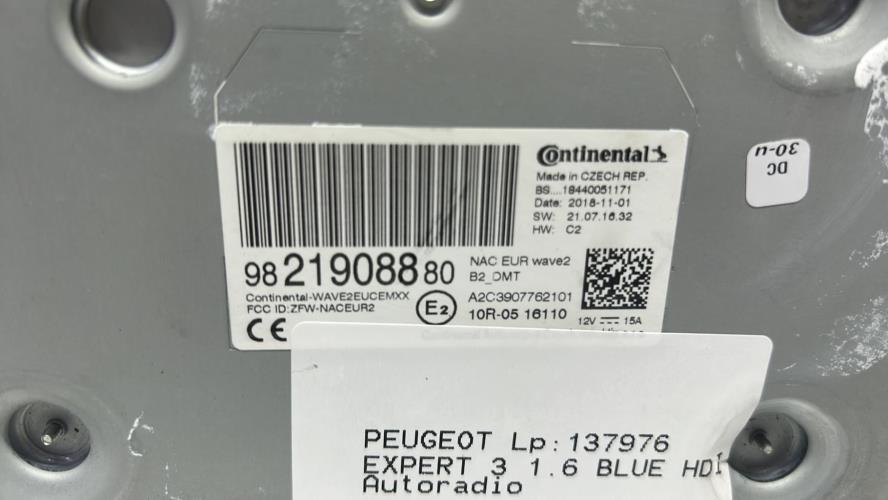 Continental
Made in CZECH REP.
BS....18440051171
Date: 2018-11-01
SW: 21.07.16.32
HW: C2
98 219088 80
NAC EUR wave2
B2_DMT
Continental-WAVE2EUCEMXX
FCC ID:ZFW-NACEUR2
E2
A2C3907762101
10R-05 16110
12V 15A
CE
DC
30-U
PEUGEOT Lp:137976
EXPERT 3 1.6 BLUE HDI
Autoradio